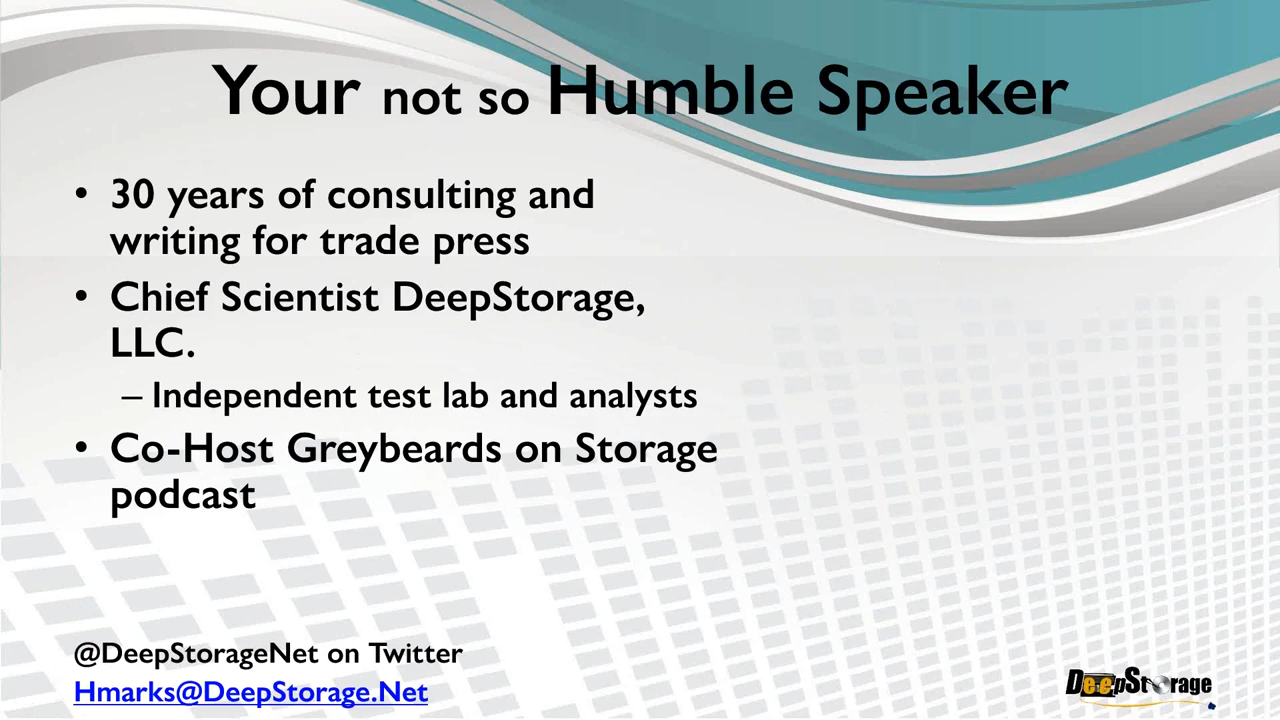 Your not so Humble Speaker
• 30 years of consulting and
writing for trade press
• Chief Scientist DeepStorage,
LLC.
– Independent test lab and analysts
• Co-Host Greybeards on Storage
podcast
@DeepStorageNet on Twitter
Hmarks@DeepStorage.Net
DeepStorage